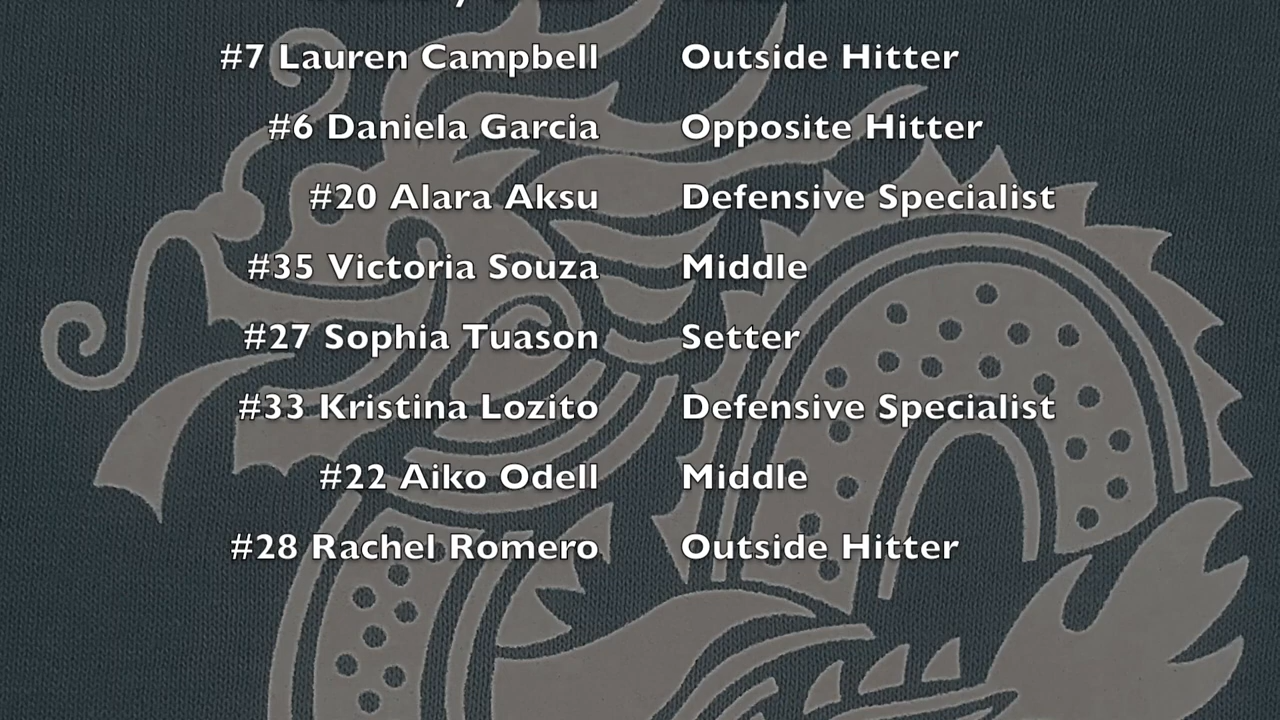 #7 Lauren Campbell Outside Hitter
#6 Daniela Garcia Opposite Hitter
#20 Alara Aksu Defensive Specialist
#35 Victoria Souza Middle
#27 Sophia Tuason Setter
#33 Kristina Lozito Defensive Specialist
#22 Aiko Odell Middle
#28 Rachel Romero Outside Hitter